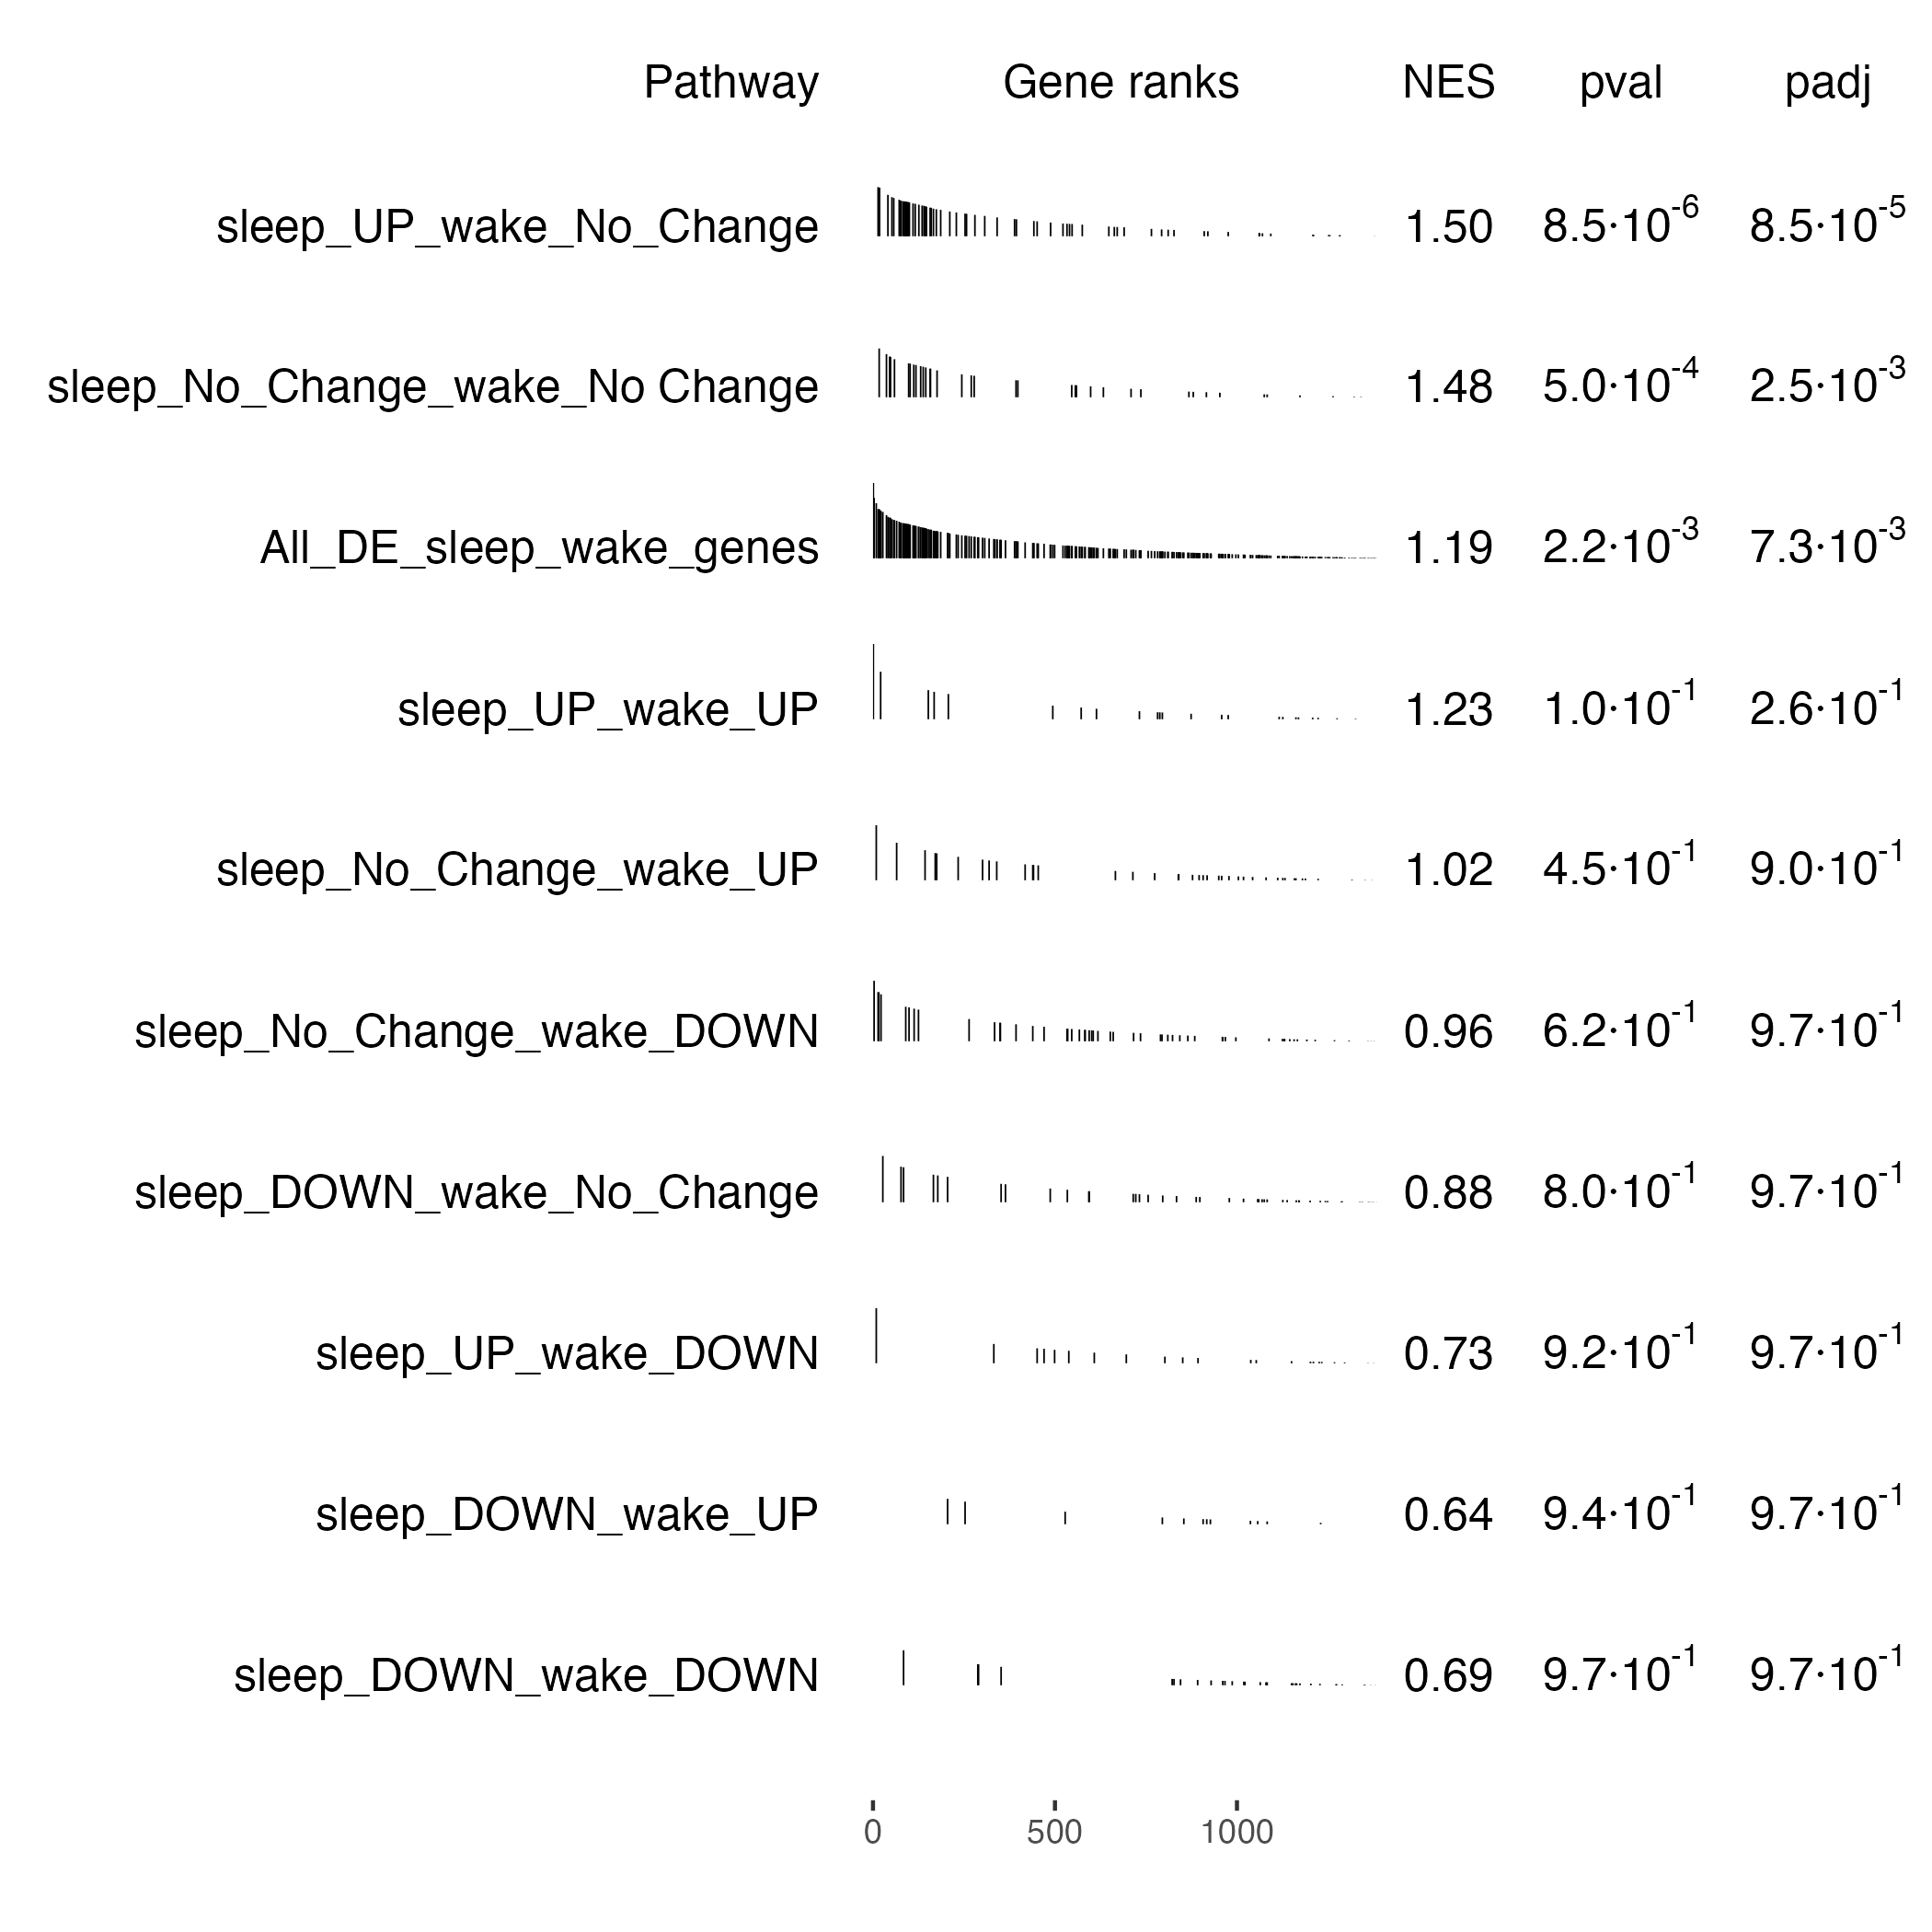 Pathway Gene ranks NES pval padj
sleep_UP_wake_No_Change 1.50 8.5·10^-6 8.5·10^-5
sleep_No_Change_wake_No Change 1.48 5.0·10^-4 2.5·10^-3
All_DE_sleep_wake_genes 1.19 2.2·10^-3 7.3·10^-3
sleep_UP_wake_UP 1.23 1.0·10^-1 2.6·10^-1
sleep_No_Change_wake_UP 1.02 4.5·10^-1 9.0·10^-1
sleep_No_Change_wake_DOWN 0.96 6.2·10^-1 9.7·10^-1
sleep_DOWN_wake_No_Change 0.88 8.0·10^-1 9.7·10^-1
sleep_UP_wake_DOWN 0.73 9.2·10^-1 9.7·10^-1
sleep_DOWN_wake_UP 0.64 9.4·10^-1 9.7·10^-1
sleep_DOWN_wake_DOWN 0.69 9.7·10^-1 9.7·10^-1
0 500 1000